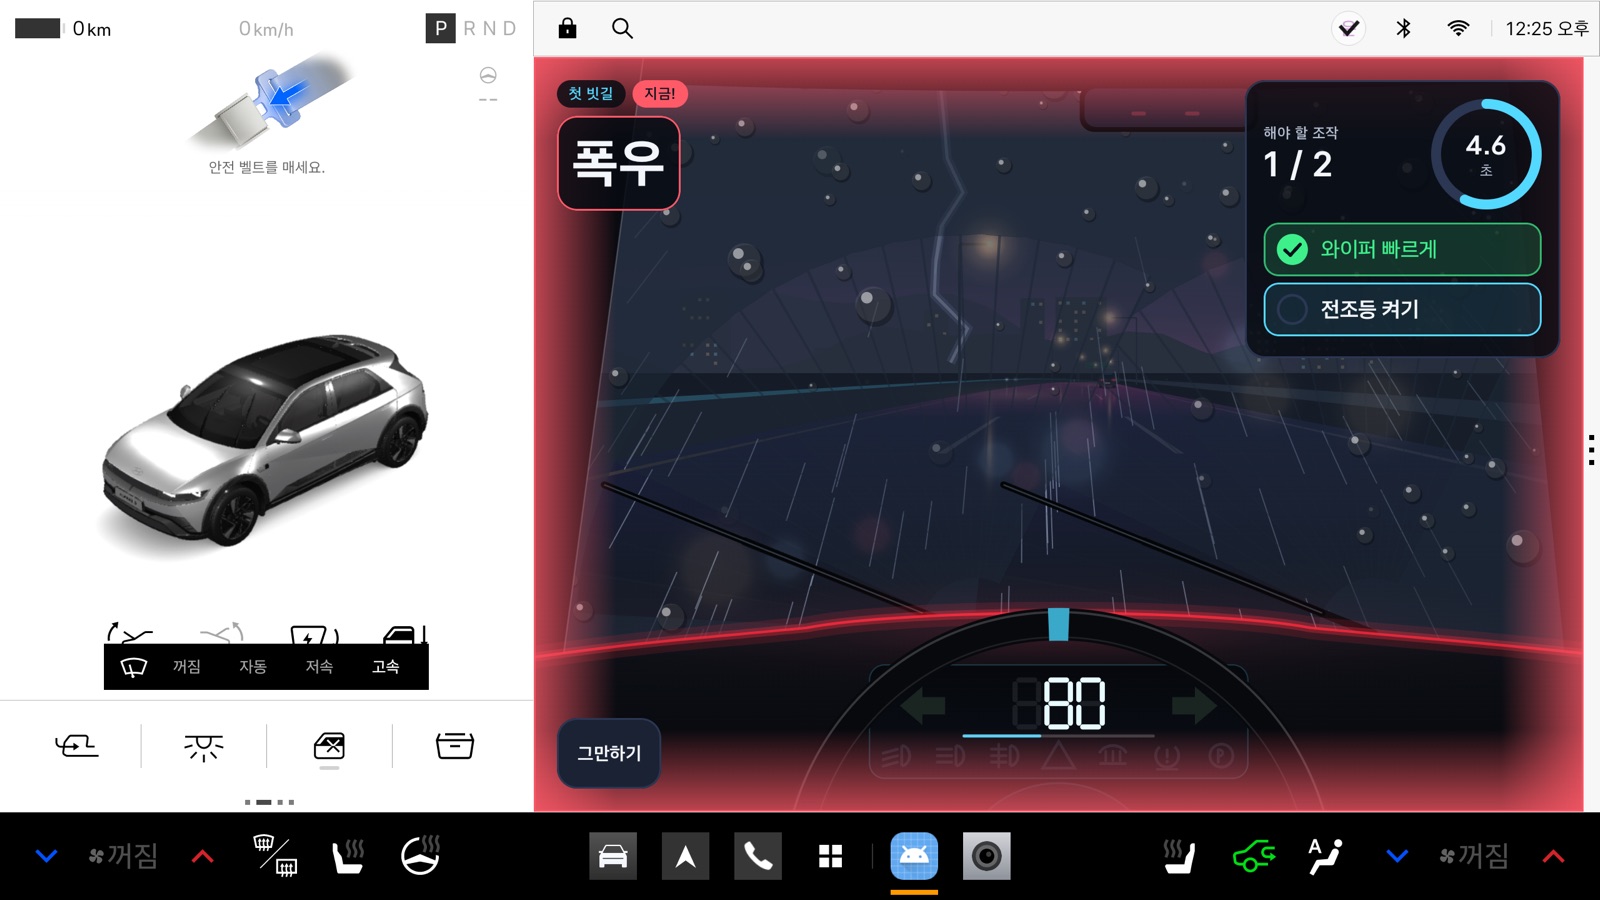 0km
0km/h
P R N D
--
안전 벨트를 매세요.
꺼짐 자동 저속 고속
12:25 오후
첫 빗길
지금!
폭우
해야 할 조작
1 / 2
4.6
초
와이퍼 빠르게
전조등 켜기
80
그만하기
꺼짐
A
꺼짐